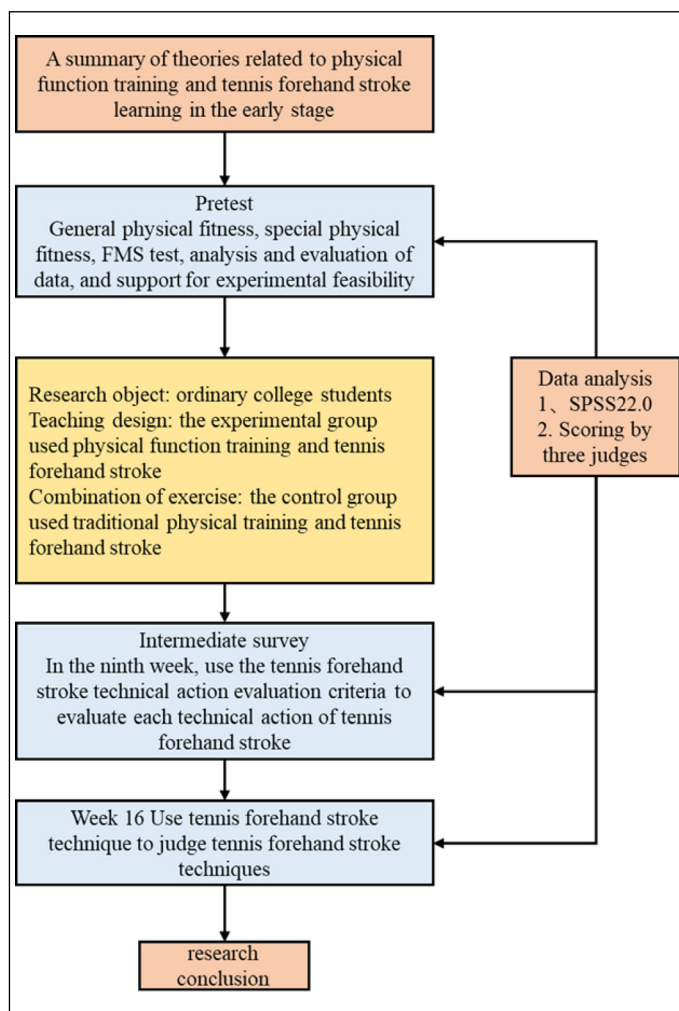 A summary of theories related to physical
function training and tennis forehand stroke
learning in the early stage
Pretest
General physical fitness, special physical
fitness, FMS test, analysis and evaluation of
data, and support for experimental feasibility
Research object: ordinary college students
Teaching design: the experimental group
used physical function training and tennis
forehand stroke
Combination of exercise: the control group
used traditional physical training and tennis
forehand stroke
Data analysis
1、SPSS22.0
2. Scoring by
three judges
Intermediate survey
In the ninth week, use the tennis forehand
stroke technical action evaluation criteria to
evaluate each technical action of tennis
forehand stroke
Week 16 Use tennis forehand stroke
technique to judge tennis forehand stroke
techniques
research
conclusion